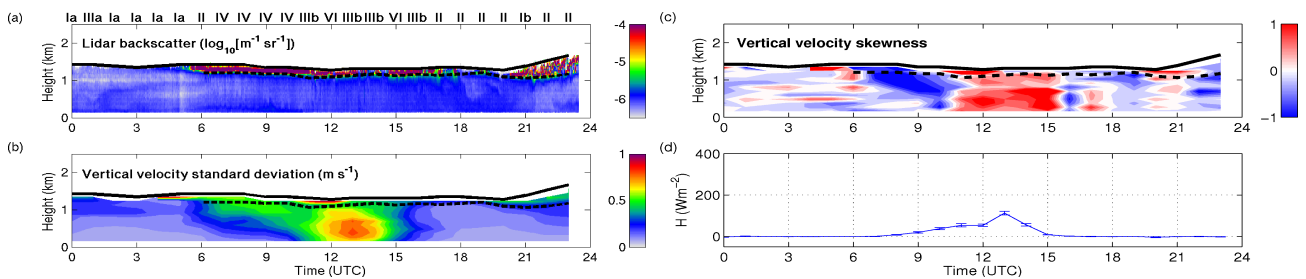 (a)
Ia IIIa Ia Ia Ia II IV IV IV IIIb VI IIIb IIIb VI IIIb II II II II II Ib II II
Lidar backscatter (log10[m-1 sr-1])
Height (km)
2
1
0
0 3 6 9 12 15 18 21 24
-4
-5
-6
(b)
Vertical velocity standard deviation (m s-1)
Height (km)
2
1
0
0 3 6 9 12 15 18 21 24
Time (UTC)
1
0.5
0
(c)
Vertical velocity skewness
Height (km)
2
1
0
0 3 6 9 12 15 18 21 24
1
0
−1
(d)
H (Wm-2)
400
200
0
0 3 6 9 12 15 18 21 24
Time (UTC)